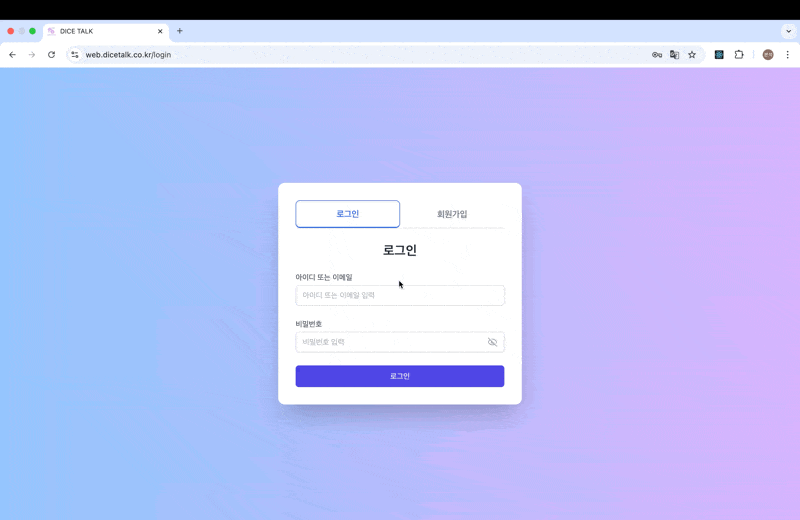 DICE TALK
web.dicetalk.co.kr/login
로그인
회원가입
로그인
아이디 또는 이메일
아이디 또는 이메일 입력
비밀번호
비밀번호 입력
로그인